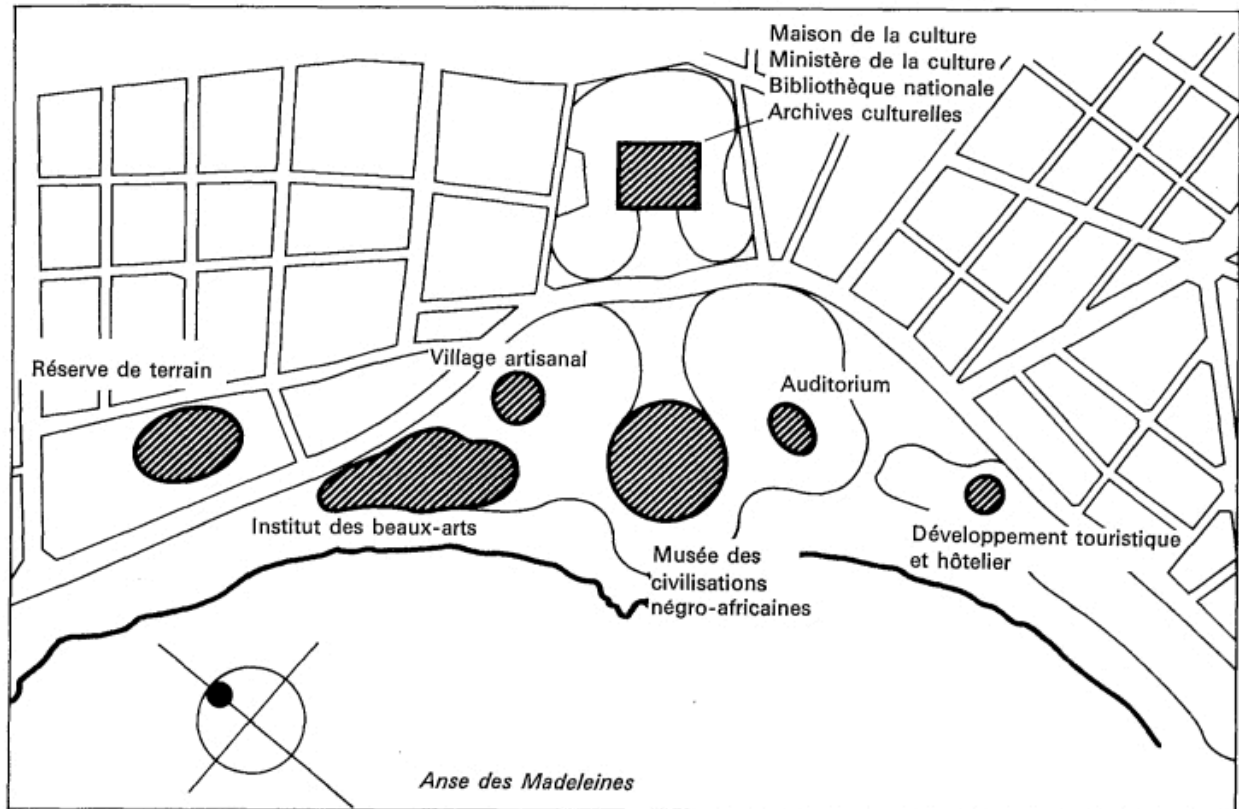 Maison de la culture
Ministère de la culture
Bibliothèque nationale
Archives culturelles
Réserve de terrain
Village artisanal
Auditorium
Institut des beaux-arts
Musée des
civilisations
négro-africaines
Développement touristique
et hôtelier
Anse des Madeleines